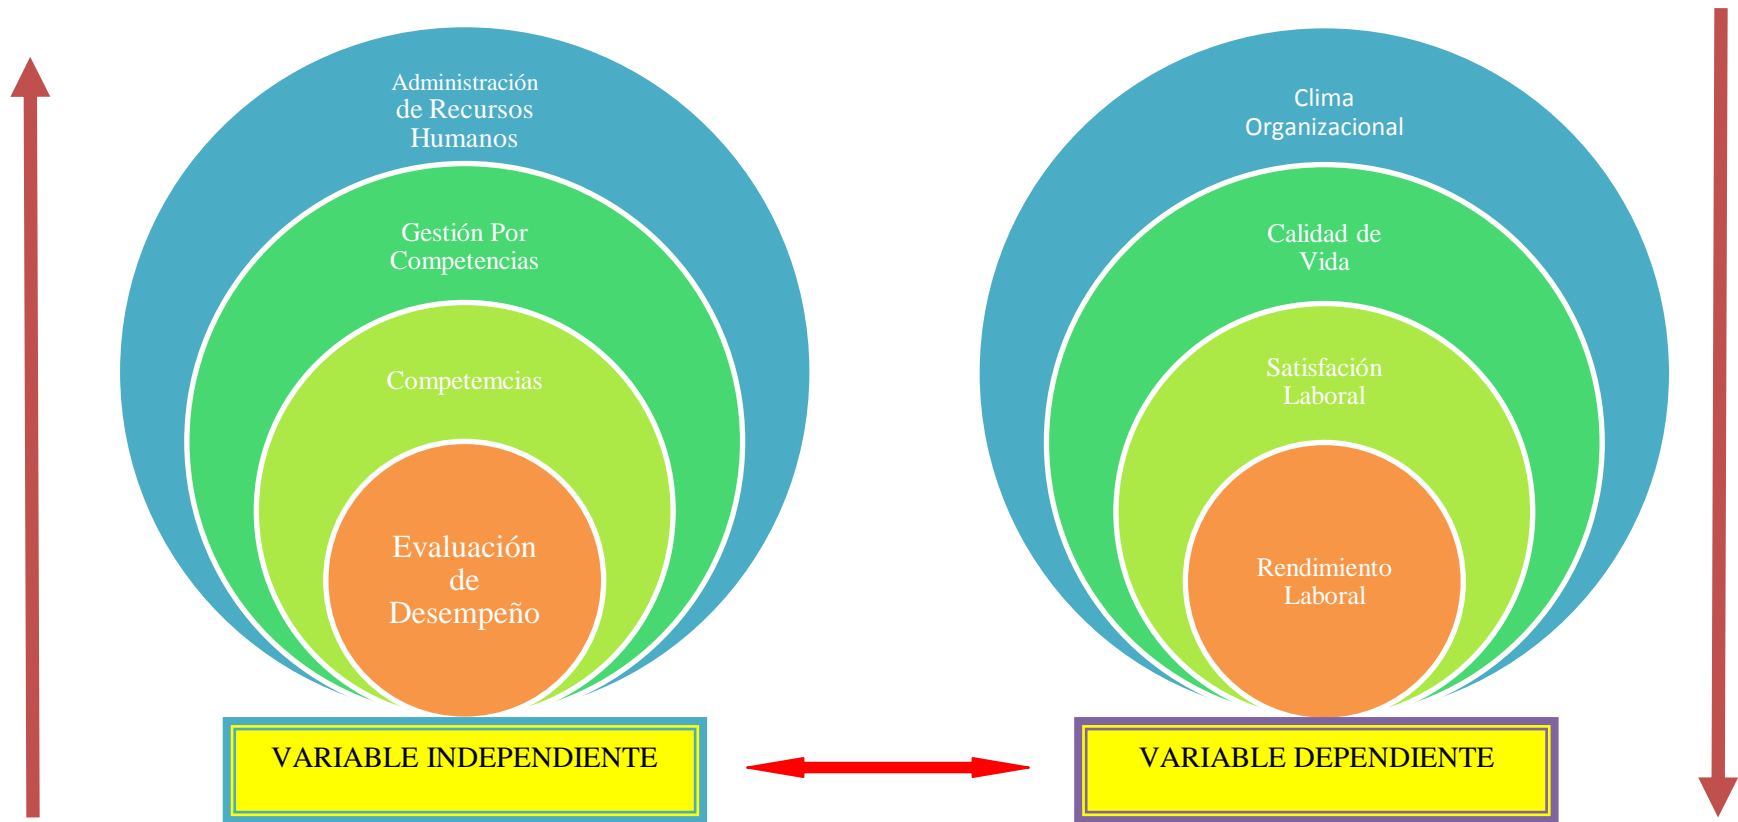 Administración
de Recursos
Humanos
Gestión Por
Competencias
Competemcias
Evaluación
de
Desempeño
VARIABLE INDEPENDIENTE
Clima
Organizacional
Calidad de
Vida
Satisfación
Laboral
Rendimiento
Laboral
VARIABLE DEPENDIENTE